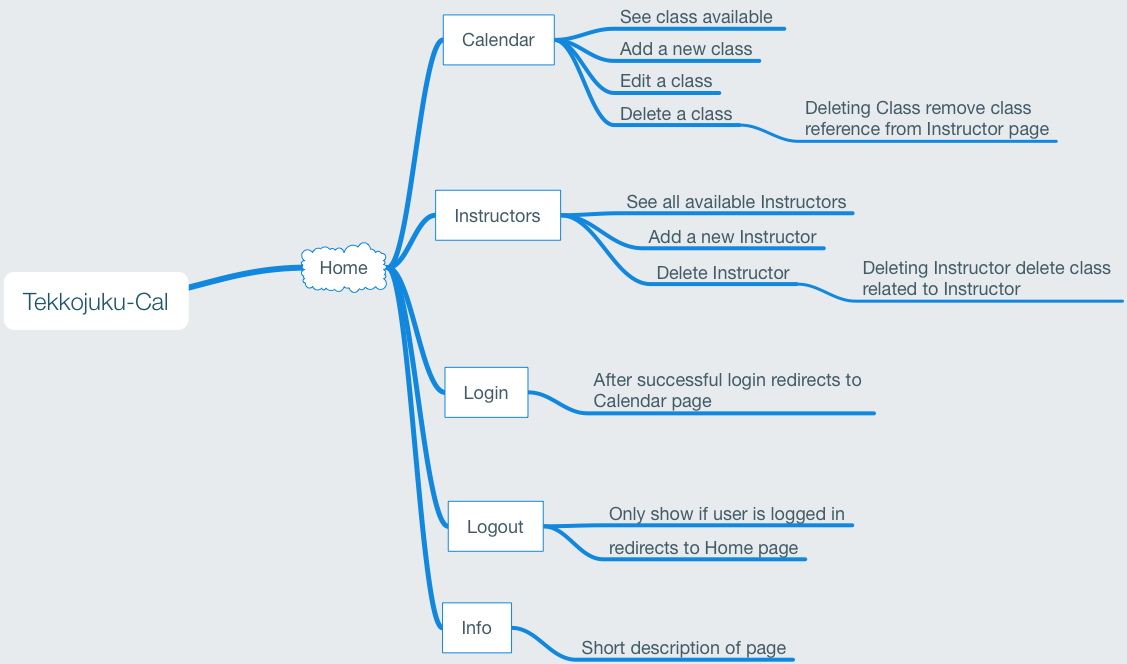 Tekkojuku-Cal
Home
Calendar
See class available
Add a new class
Edit a class
Delete a class
Deleting Class remove class
reference from Instructor page
Instructors
See all available Instructors
Add a new Instructor
Delete Instructor
Deleting Instructor delete class
related to Instructor
Login
After successful login redirects to
Calendar page
Logout
Only show if user is logged in
redirects to Home page
Info
Short description of page